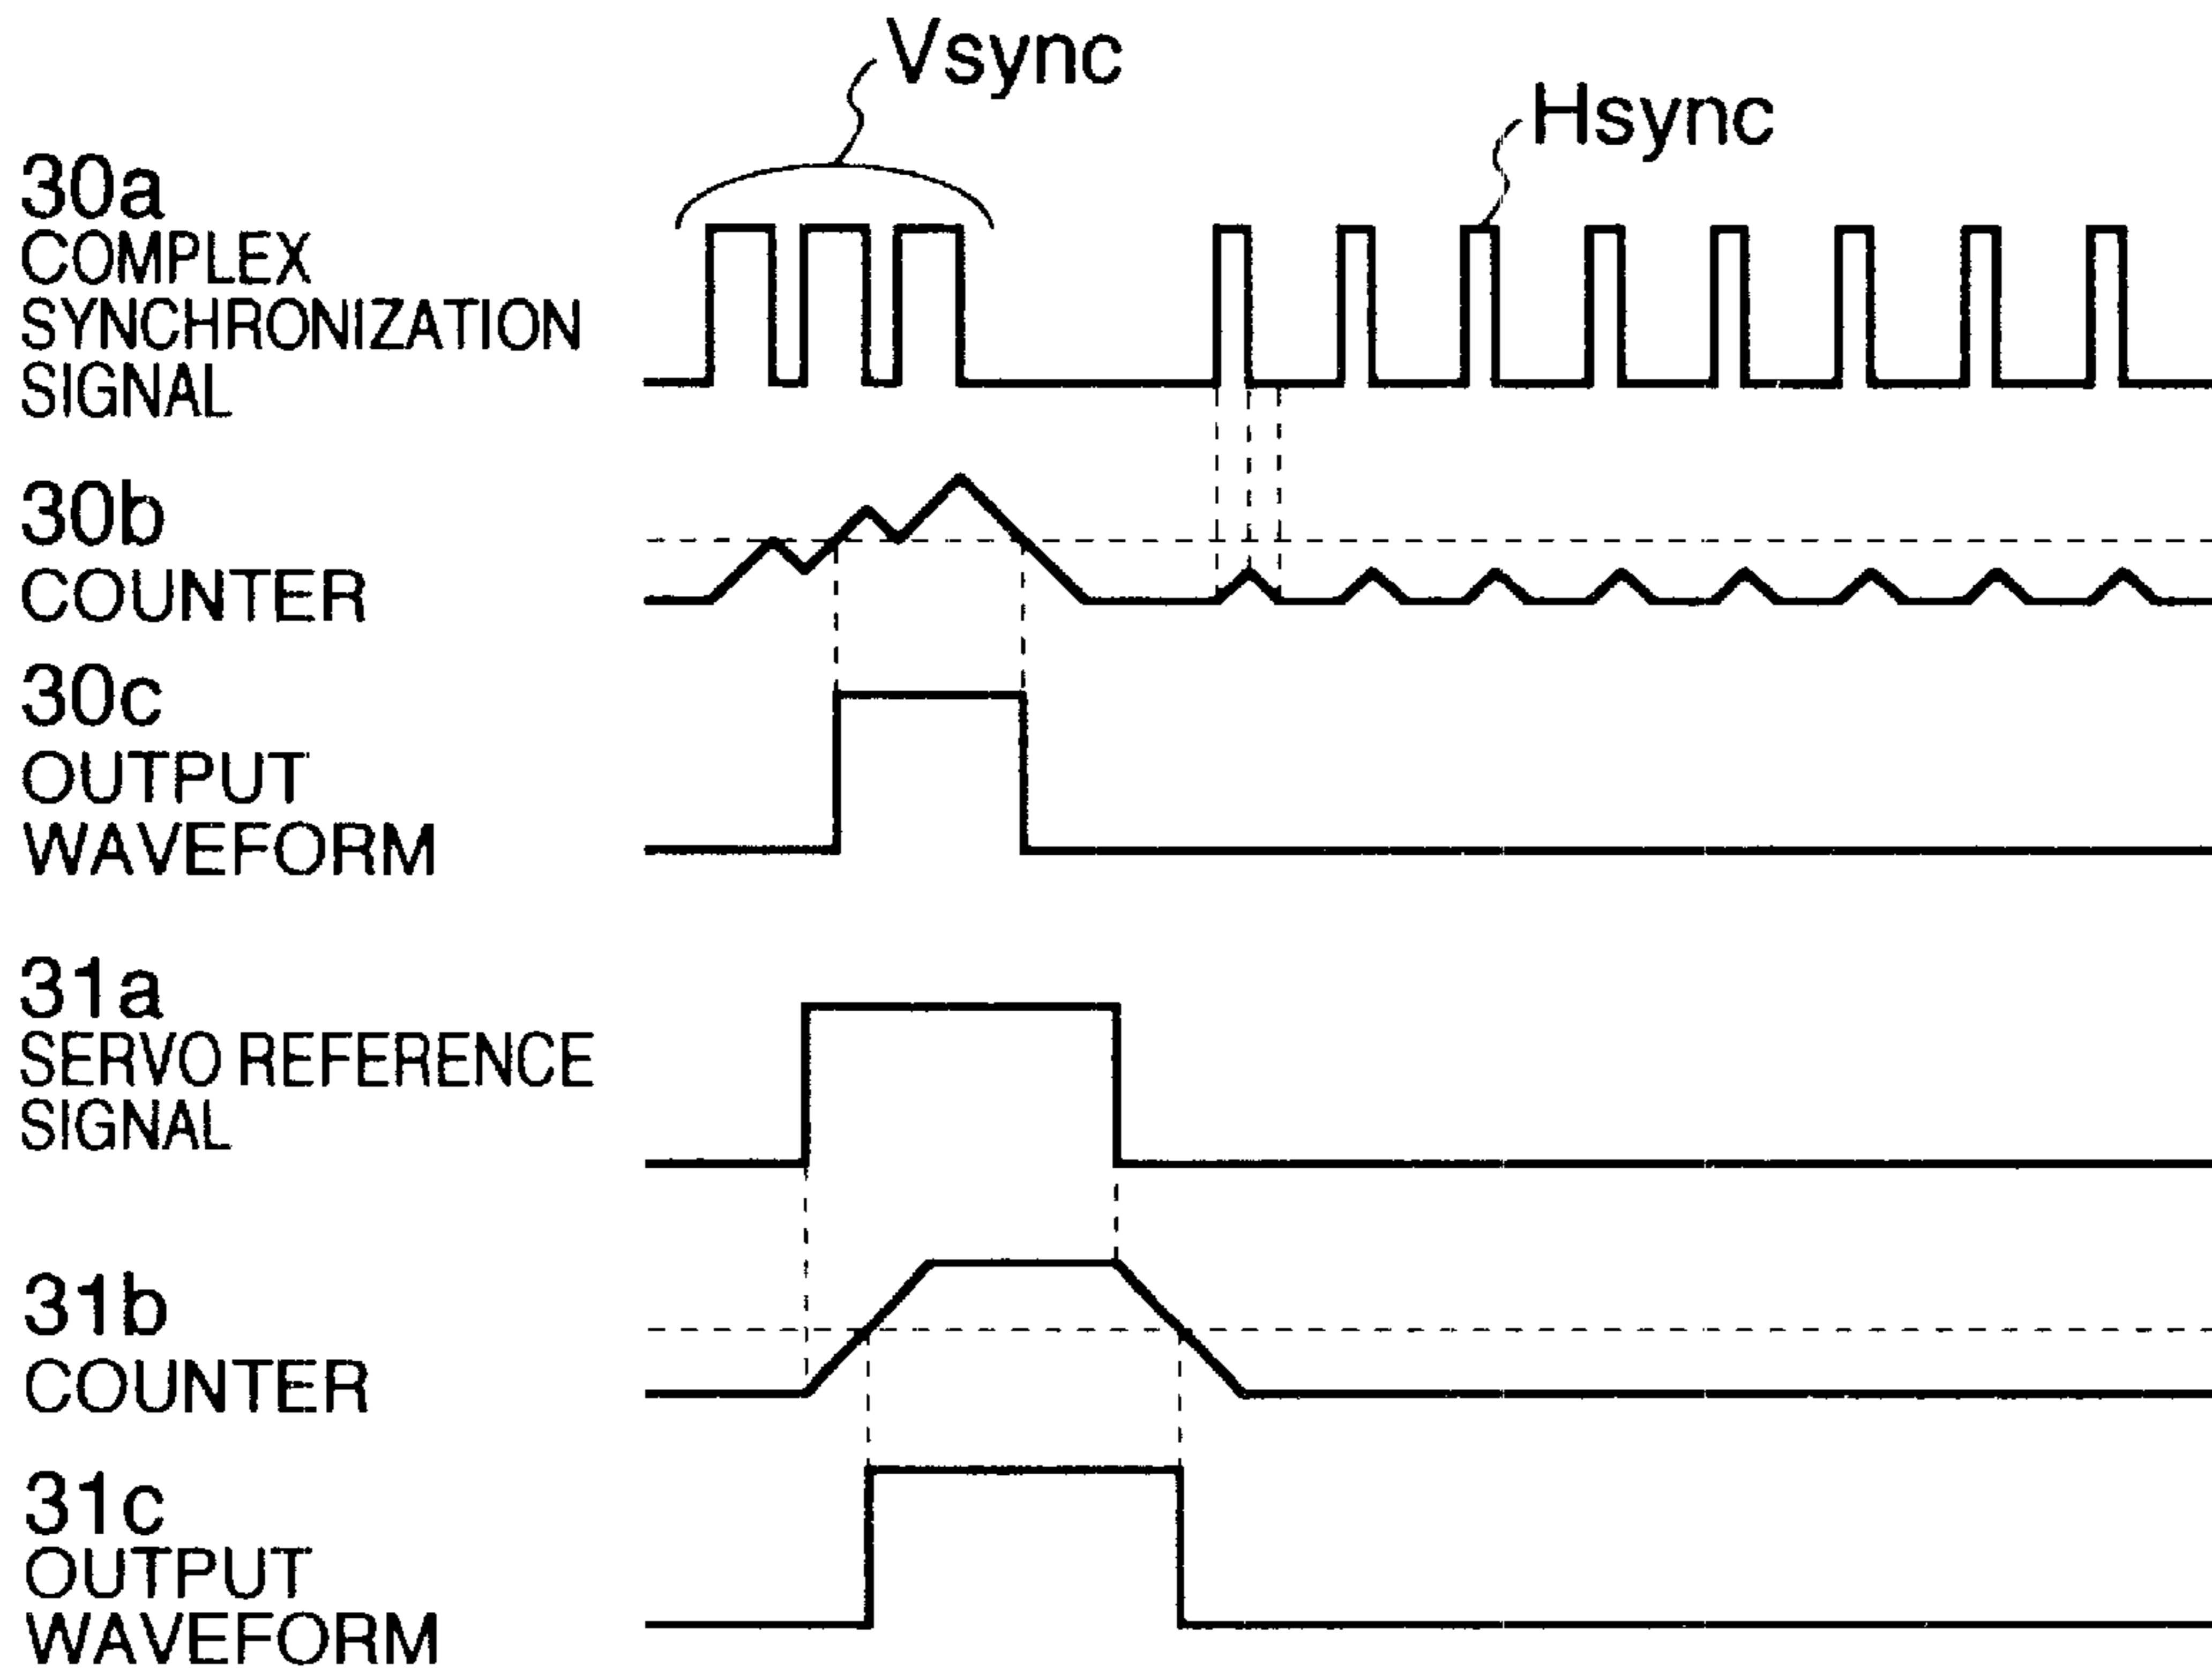 Vsync
Hsync
30a
COMPLEX
SYNCHRONIZATION
SIGNAL
30b
COUNTER
30c
OUTPUT
WAVEFORM
31a
SERVO REFERENCE
SIGNAL
31b
COUNTER
31c
OUTPUT
WAVEFORM